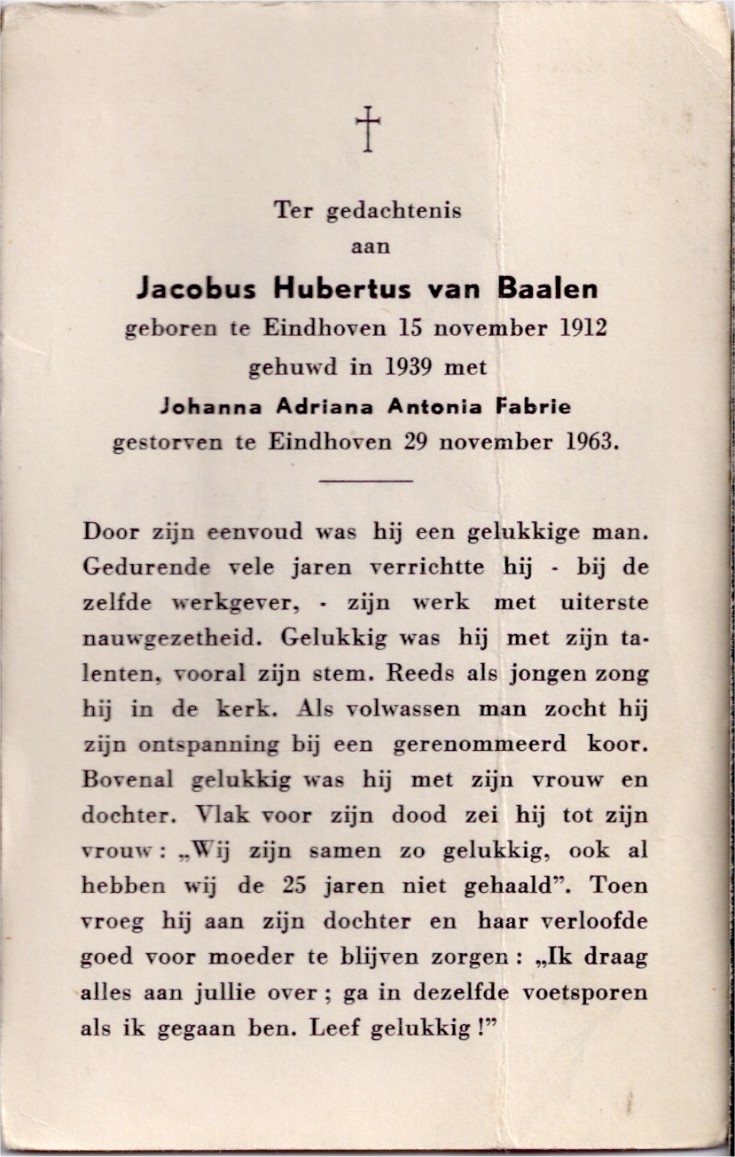 Ter gedachtenis
aan
Jacobus Hubertus van Baalen
geboren te Eindhoven 15 november 1912
gehuwd in 1939 met
Johanna Adriana Antonia Fabrie
gestorven te Eindhoven 29 november 1963.
Door zijn eenvoud was hij een gelukkige man.
Gedurende vele jaren verrichtte hij - bij de
zelfde werkgever, - zijn werk met uiterste
nauwgezetheid. Gelukkig was hij met zijn ta-
lenten, vooral zijn stem. Reeds als jongen zong
hij in de kerk. Als volwassen man zocht hij
zijn ontspanning bij een gerenommeerd koor.
Bovenal gelukkig was hij met zijn vrouw en
dochter. Vlak voor zijn dood zei hij tot zijn
vrouw : „Wij zijn samen zo gelukkig, ook al
hebben wij de 25 jaren niet gehaald”. Toen
vroeg hij aan zijn dochter en haar verloofde
goed voor moeder te blijven zorgen : „Ik draag
alles aan jullie over ; ga in dezelfde voetsporen
als ik gegaan ben. Leef gelukkig !”